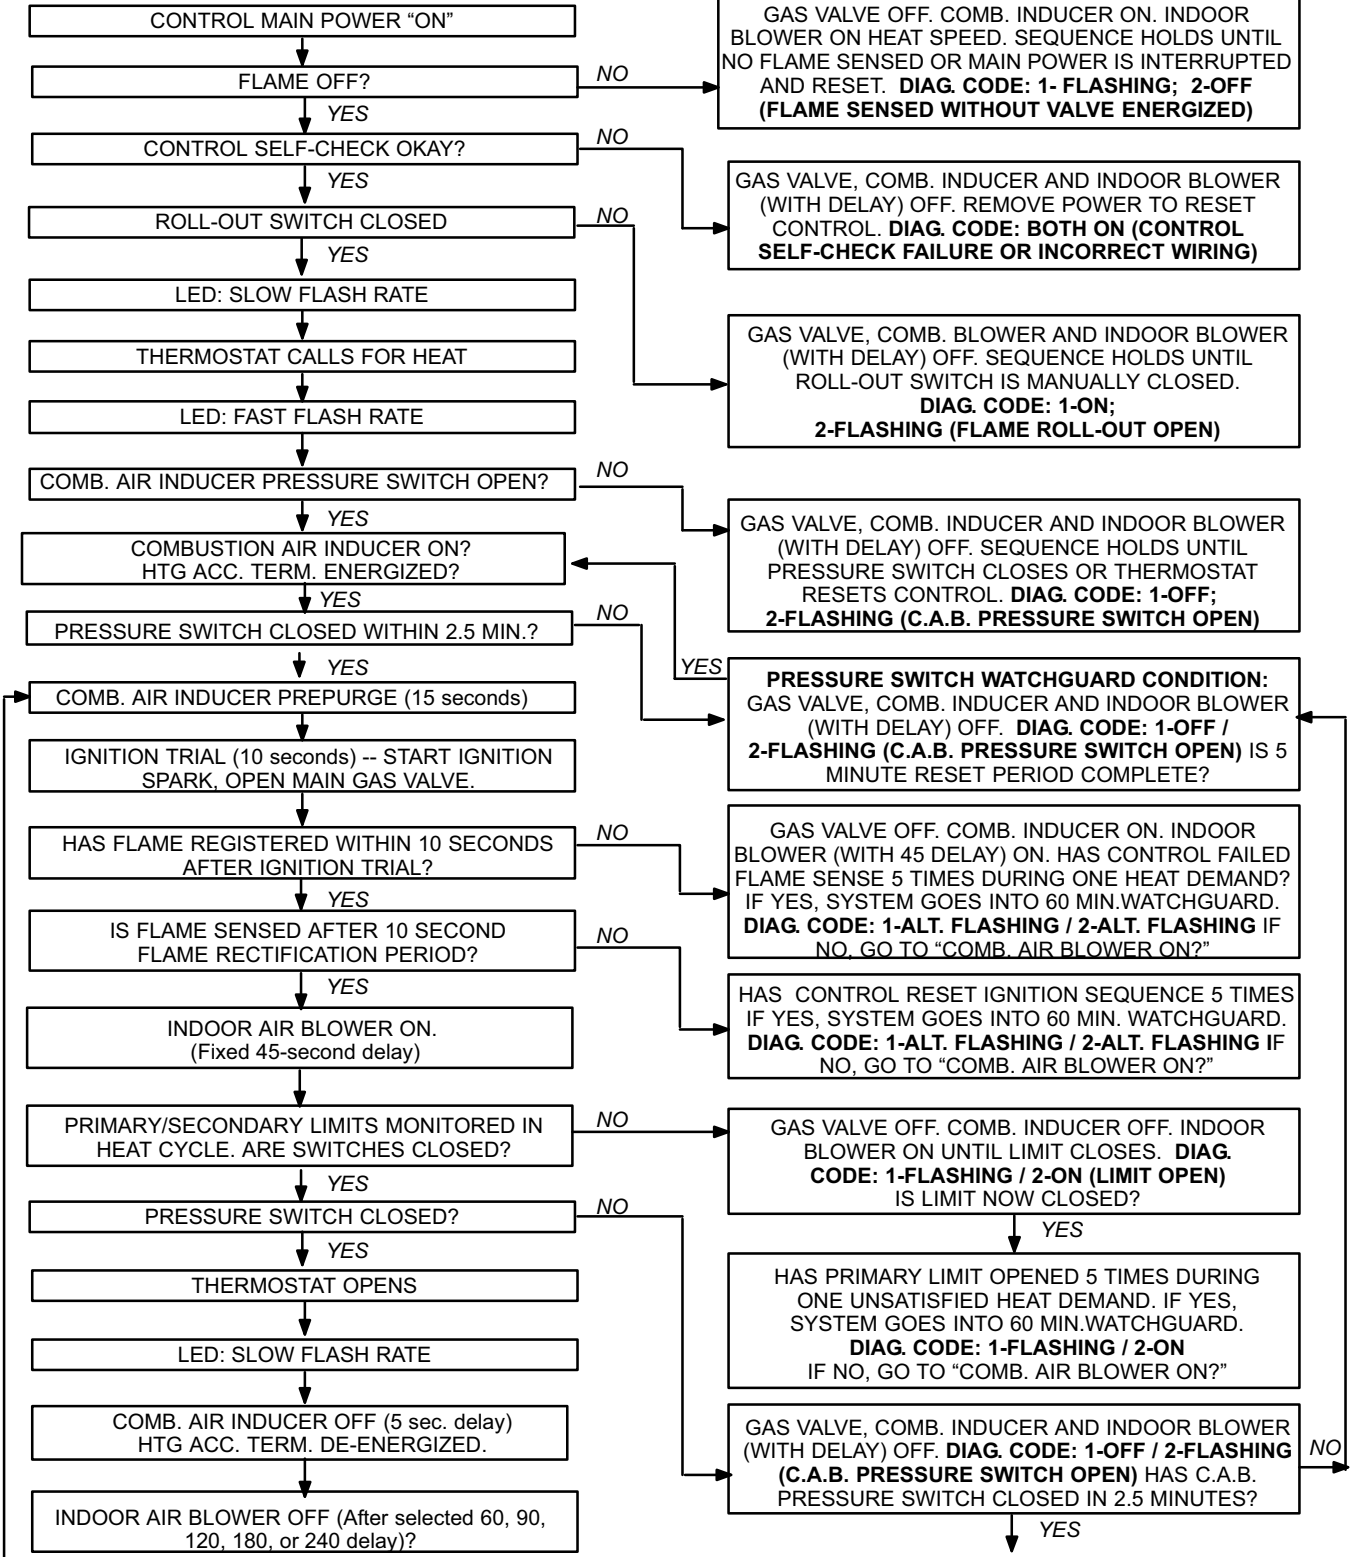 CONTROL MAIN POWER “ON”
GAS VALVE OFF. COMB. INDUCER ON. INDOOR
BLOWER ON HEAT SPEED. SEQUENCE HOLDS UNTIL
NO FLAME SENSED OR MAIN POWER IS INTERRUPTED
AND RESET. DIAG. CODE: 1- FLASHING; 2-OFF
(FLAME SENSED WITHOUT VALVE ENERGIZED)
FLAME OFF?
NO
YES
CONTROL SELF-CHECK OKAY?
NO
YES
GAS VALVE, COMB. INDUCER AND INDOOR BLOWER
(WITH DELAY) OFF. REMOVE POWER TO RESET
CONTROL. DIAG. CODE: BOTH ON (CONTROL
SELF-CHECK FAILURE OR INCORRECT WIRING)
ROLL-OUT SWITCH CLOSED
NO
YES
LED: SLOW FLASH RATE
THERMOSTAT CALLS FOR HEAT
LED: FAST FLASH RATE
GAS VALVE, COMB. BLOWER AND INDOOR BLOWER
(WITH DELAY) OFF. SEQUENCE HOLDS UNTIL
ROLL-OUT SWITCH IS MANUALLY CLOSED.
DIAG. CODE: 1-ON;
2-FLASHING (FLAME ROLL-OUT OPEN)
COMB. AIR INDUCER PRESSURE SWITCH OPEN?
NO
YES
GAS VALVE, COMB. INDUCER AND INDOOR BLOWER
(WITH DELAY) OFF. SEQUENCE HOLDS UNTIL
PRESSURE SWITCH CLOSES OR THERMOSTAT
RESETS CONTROL. DIAG. CODE: 1-OFF;
2-FLASHING (C.A.B. PRESSURE SWITCH OPEN)
COMBUSTION AIR INDUCER ON?
HTG ACC. TERM. ENERGIZED?
YES
PRESSURE SWITCH CLOSED WITHIN 2.5 MIN.?
NO
YES
YES
PRESSURE SWITCH WATCHGUARD CONDITION:
GAS VALVE, COMB. INDUCER AND INDOOR BLOWER
(WITH DELAY) OFF. DIAG. CODE: 1-OFF /
2-FLASHING (C.A.B. PRESSURE SWITCH OPEN) IS 5
MINUTE RESET PERIOD COMPLETE?
COMB. AIR INDUCER PREPURGE (15 seconds)
IGNITION TRIAL (10 seconds) -- START IGNITION
SPARK, OPEN MAIN GAS VALVE.
HAS FLAME REGISTERED WITHIN 10 SECONDS
AFTER IGNITION TRIAL?
NO
YES
GAS VALVE OFF. COMB. INDUCER ON. INDOOR
BLOWER (WITH 45 DELAY) ON. HAS CONTROL FAILED
FLAME SENSE 5 TIMES DURING ONE HEAT DEMAND?
IF YES, SYSTEM GOES INTO 60 MIN.WATCHGUARD.
DIAG. CODE: 1-ALT. FLASHING / 2-ALT. FLASHING IF
NO, GO TO “COMB. AIR BLOWER ON?”
IS FLAME SENSED AFTER 10 SECOND
FLAME RECTIFICATION PERIOD?
NO
YES
HAS CONTROL RESET IGNITION SEQUENCE 5 TIMES
IF YES, SYSTEM GOES INTO 60 MIN. WATCHGUARD.
DIAG. CODE: 1-ALT. FLASHING / 2-ALT. FLASHING IF
NO, GO TO “COMB. AIR BLOWER ON?”
INDOOR AIR BLOWER ON.
(Fixed 45-second delay)
PRIMARY/SECONDARY LIMITS MONITORED IN
HEAT CYCLE. ARE SWITCHES CLOSED?
NO
YES
GAS VALVE OFF. COMB. INDUCER OFF. INDOOR
BLOWER ON UNTIL LIMIT CLOSES. DIAG.
CODE: 1-FLASHING / 2-ON (LIMIT OPEN)
IS LIMIT NOW CLOSED?
YES
PRESSURE SWITCH CLOSED?
NO
YES
HAS PRIMARY LIMIT OPENED 5 TIMES DURING
ONE UNSATISFIED HEAT DEMAND. IF YES,
SYSTEM GOES INTO 60 MIN.WATCHGUARD.
DIAG. CODE: 1-FLASHING / 2-ON
IF NO, GO TO “COMB. AIR BLOWER ON?”
THERMOSTAT OPENS
LED: SLOW FLASH RATE
COMB. AIR INDUCER OFF (5 sec. delay)
HTG ACC. TERM. DE-ENERGIZED.
GAS VALVE, COMB. INDUCER AND INDOOR BLOWER
(WITH DELAY) OFF. DIAG. CODE: 1-OFF / 2-FLASHING
(C.A.B. PRESSURE SWITCH OPEN) HAS C.A.B.
PRESSURE SWITCH CLOSED IN 2.5 MINUTES?
NO
YES
INDOOR AIR BLOWER OFF (After selected 60, 90,
120, 180, or 240 delay)?